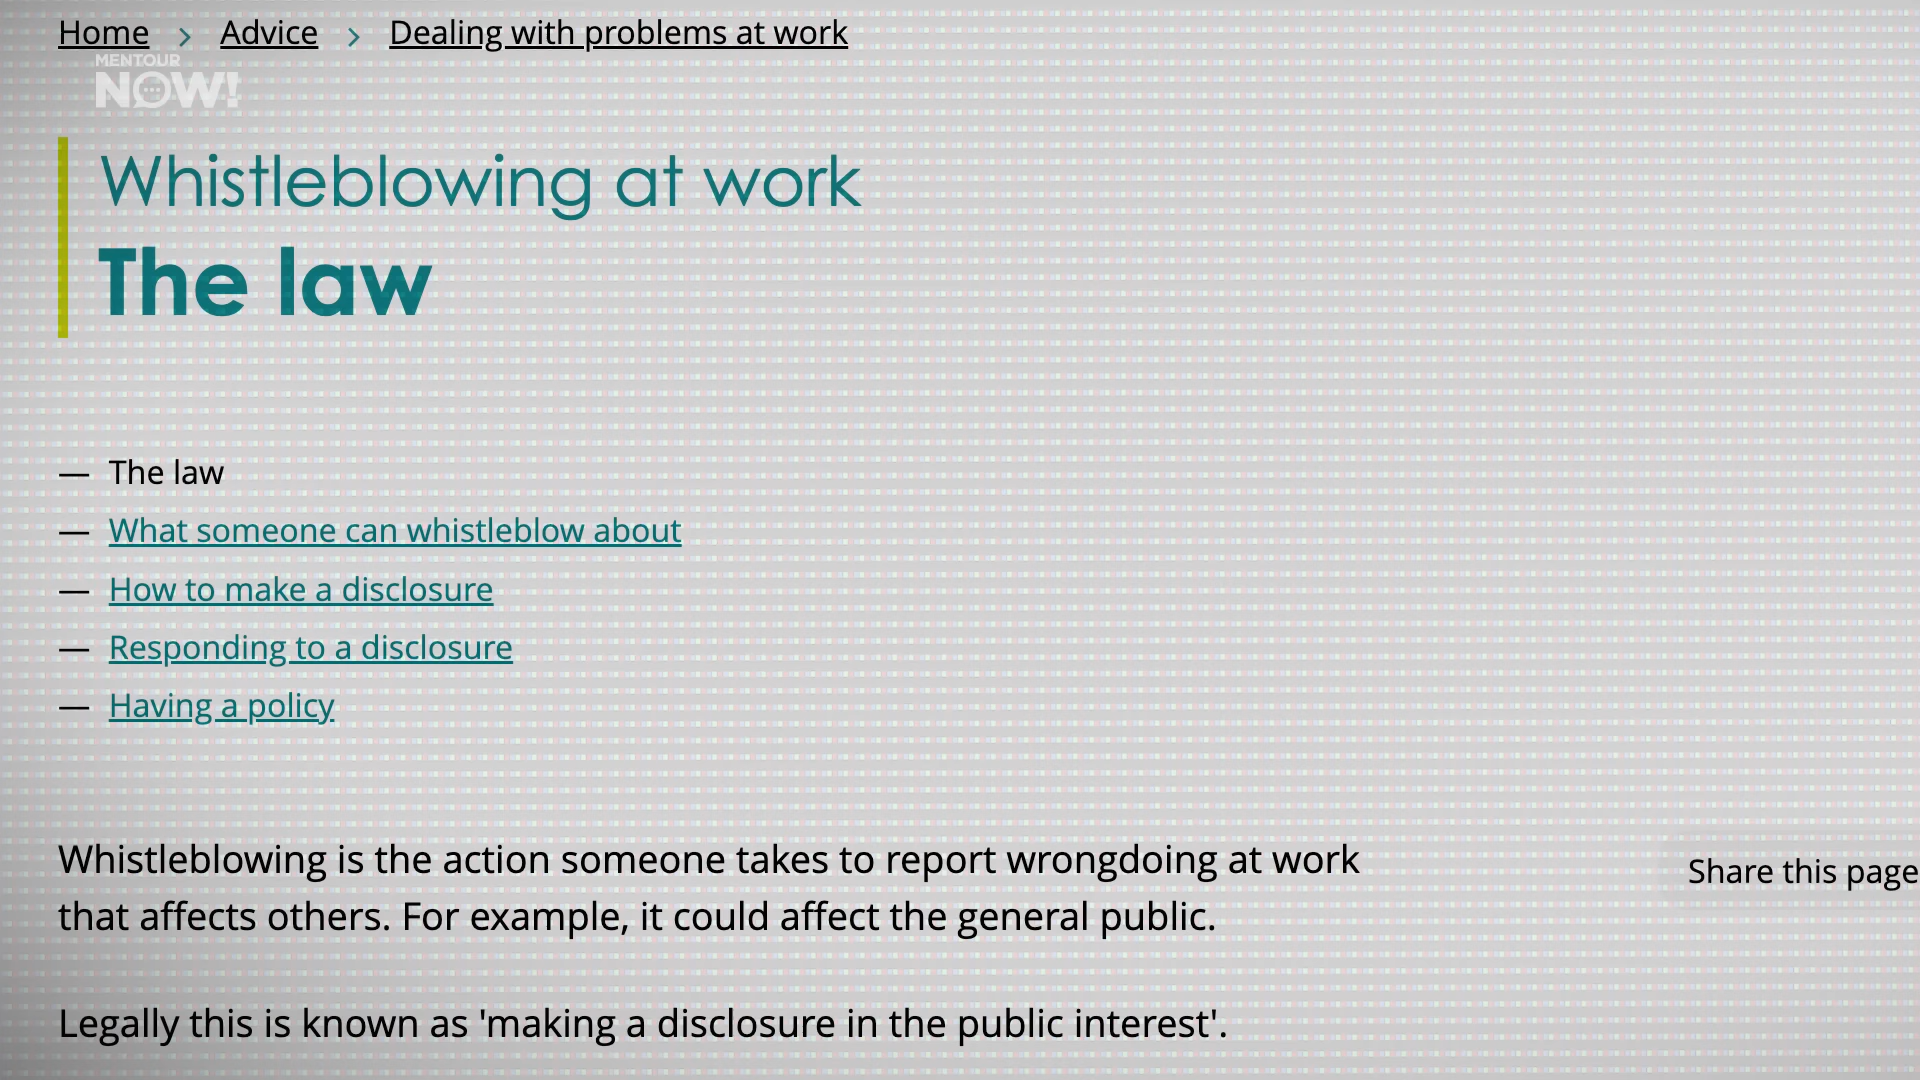 Home > Advice > Dealing with problems at work
MENTOUR
NOW!
Whistleblowing at work
The law
— The law
— What someone can whistleblow about
— How to make a disclosure
— Responding to a disclosure
— Having a policy
Whistleblowing is the action someone takes to report wrongdoing at work
that affects others. For example, it could affect the general public.
Share this page
Legally this is known as 'making a disclosure in the public interest'.